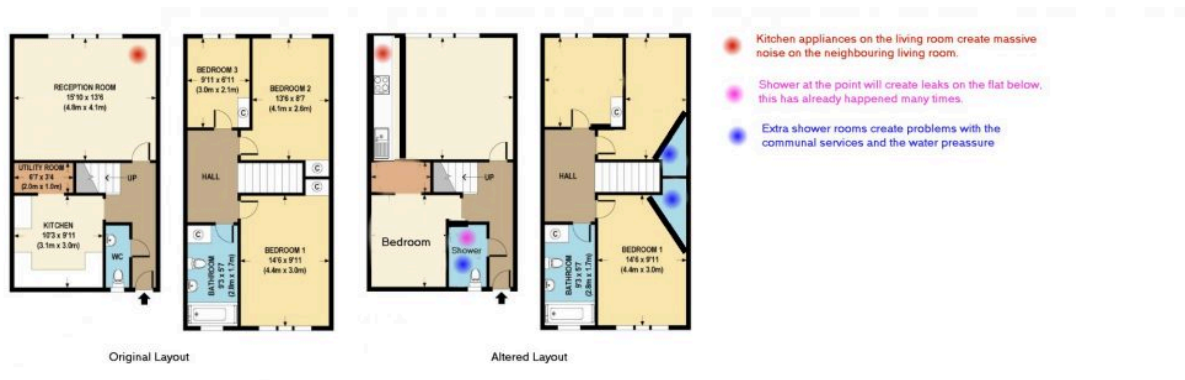 RECEPTION ROOM
15'10 x 13'6
(4.8m x 4.1m)
UTILITY ROOM
6'7 x 3'4
(2.0m x 1.0m)
UP
KITCHEN
10'3 x 9'11
(3.1m x 3.0m)
WC
BEDROOM 3
9'11 x 6'11
(3.0m x 2.1m)
C
BEDROOM 2
13'6 x 8'7
(4.1m x 2.6m)
C
C
HALL
C
BATHROOM
9'3 x 5'7
(2.8m x 1.7m)
BEDROOM 1
14'6 x 9'11
(4.4m x 3.0m)
Original Layout
UP
Bedroom
Shower
C
HALL
C
BATHROOM
9'3 x 5'7
(2.8m x 1.7m)
BEDROOM 1
14'6 x 9'11
(4.4m x 3.0m)
Altered Layout
Kitchen appliances on the living room create massive
noise on the neighbouring living room.
Shower at the point will create leaks on the flat below,
this has already happened many times.
Extra shower rooms create problems with the
communal services and the water preassure